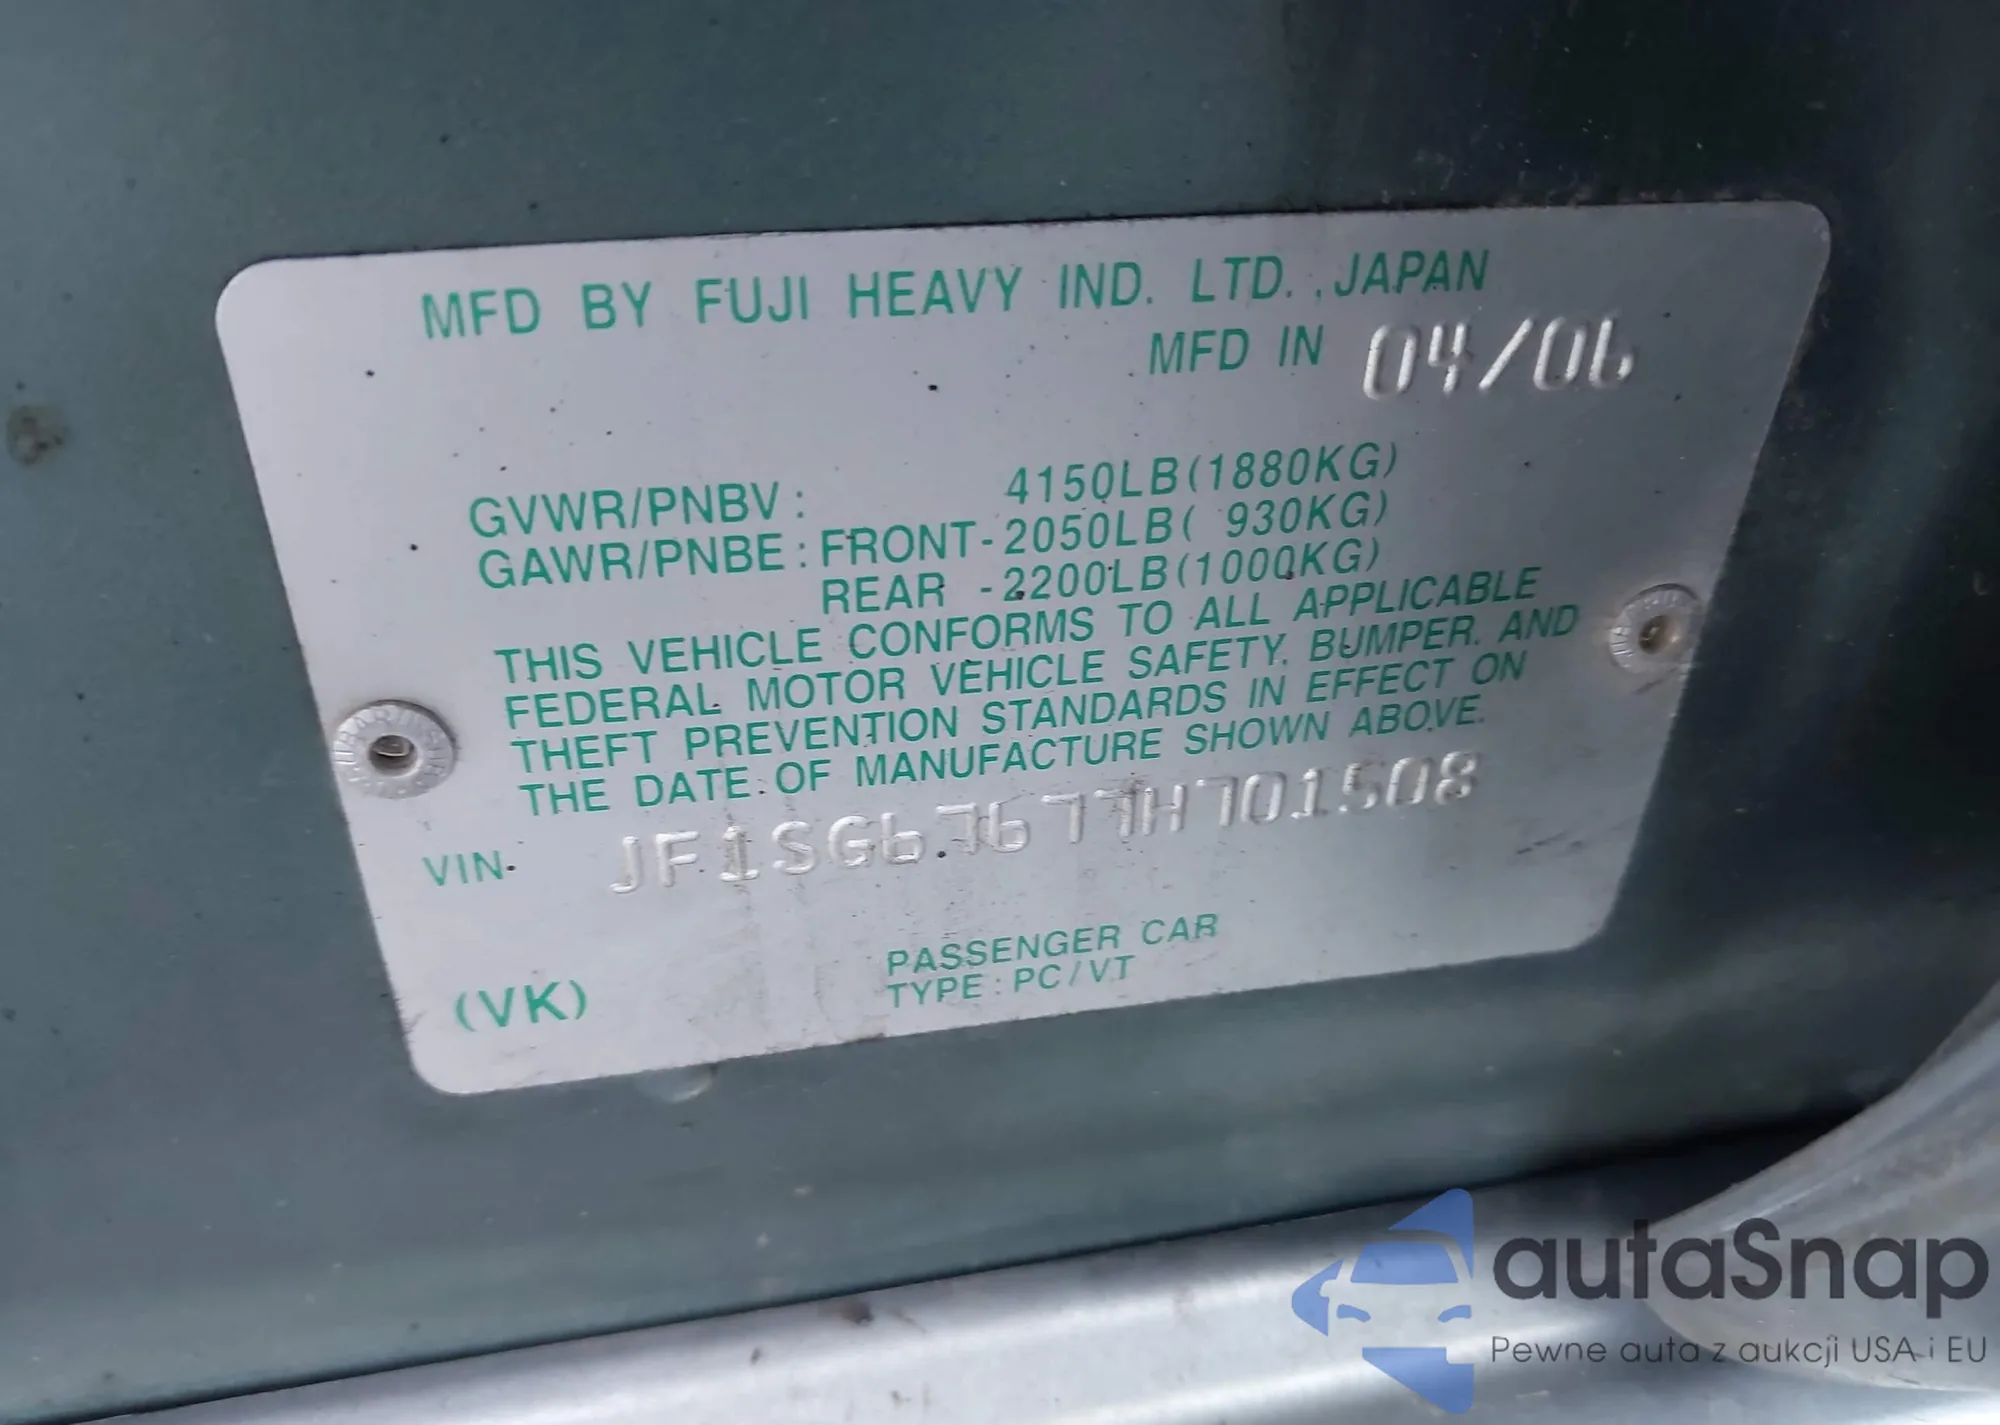 MFD BY FUJI HEAVY IND. LTD., JAPAN
MFD IN 04/06
GVWR/PNBV: 4150LB(1880KG)
GAWR/PNBE: FRONT-2050LB( 930KG)
REAR -2200LB(1000KG)
THIS VEHICLE CONFORMS TO ALL APPLICABLE
FEDERAL MOTOR VEHICLE SAFETY, BUMPER, AND
THEFT PREVENTION STANDARDS IN EFFECT ON
THE DATE OF MANUFACTURE SHOWN ABOVE.
VIN JF1SG67677H701508
PASSENGER CAR
(VK) TYPE: PC/VT
autaSnap
Pewne auta z aukcji USA i EU